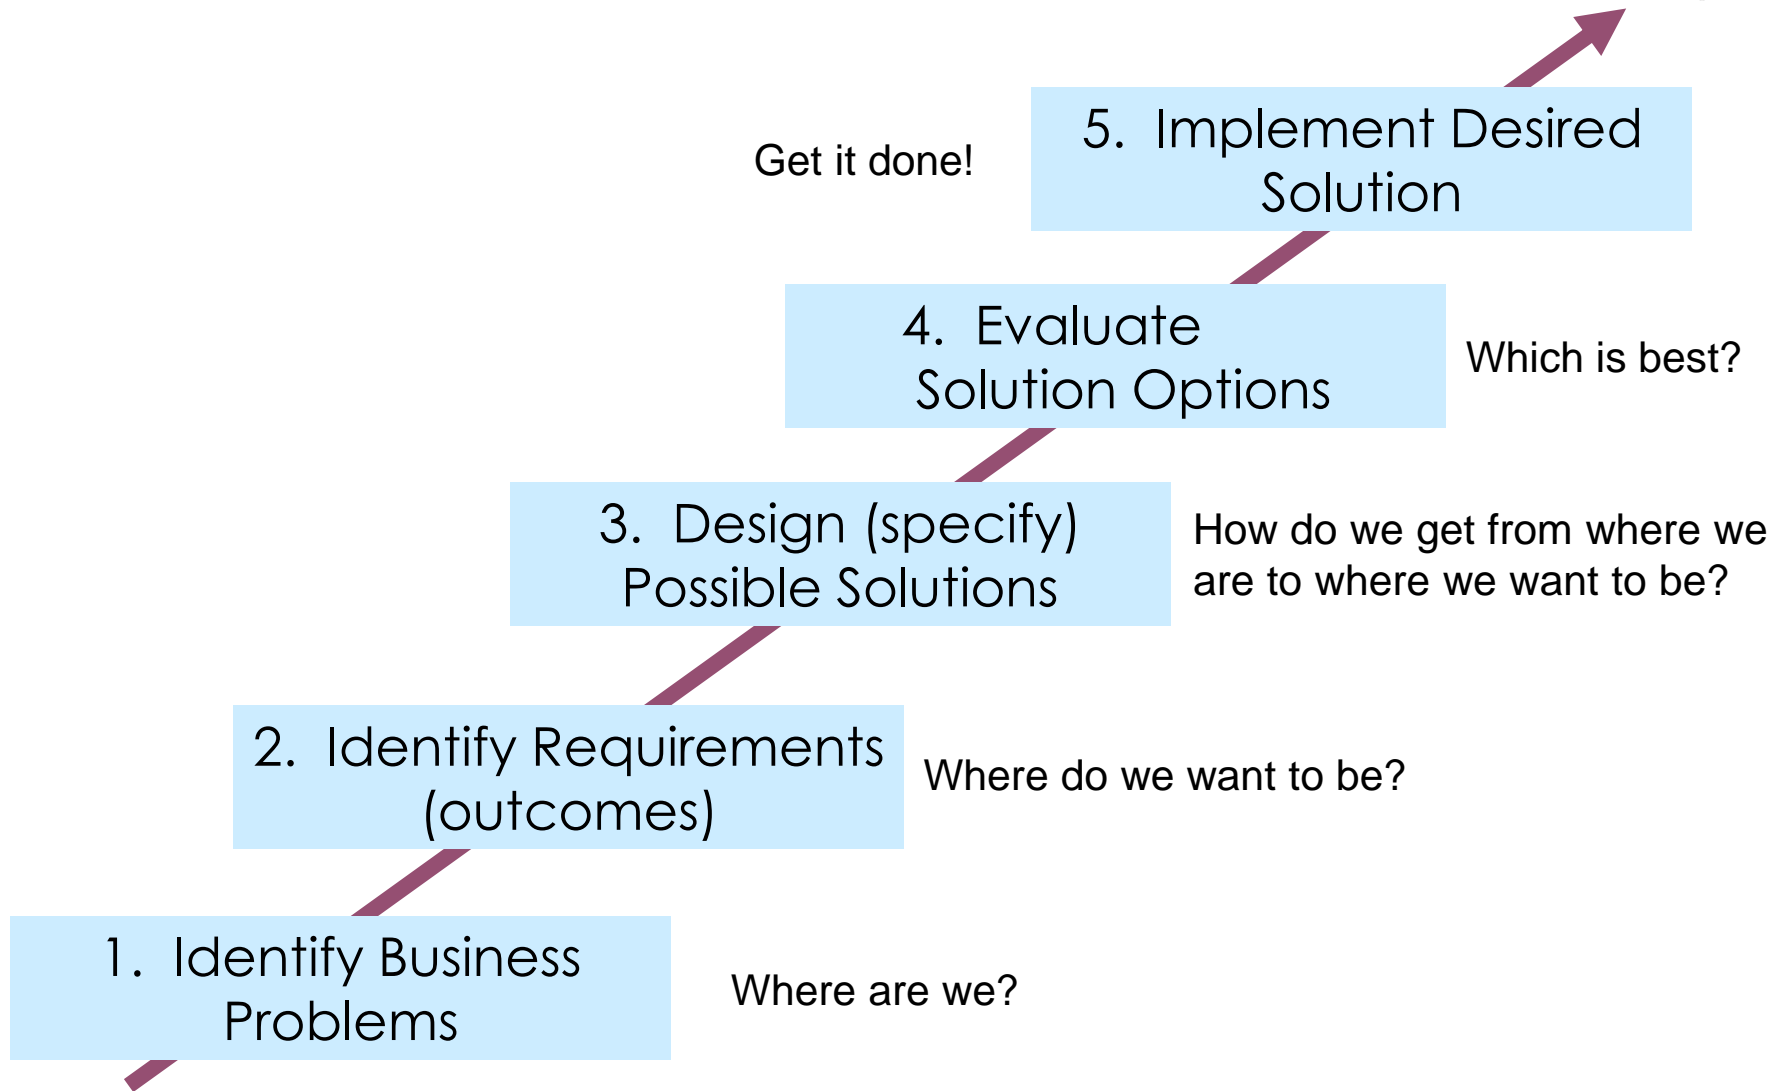 5. Implement Desired
Solution
Get it done!
4. Evaluate
Solution Options
Which is best?
3. Design (specify)
Possible Solutions
How do we get from where we
are to where we want to be?
2. Identify Requirements
(outcomes)
Where do we want to be?
1. Identify Business
Problems
Where are we?